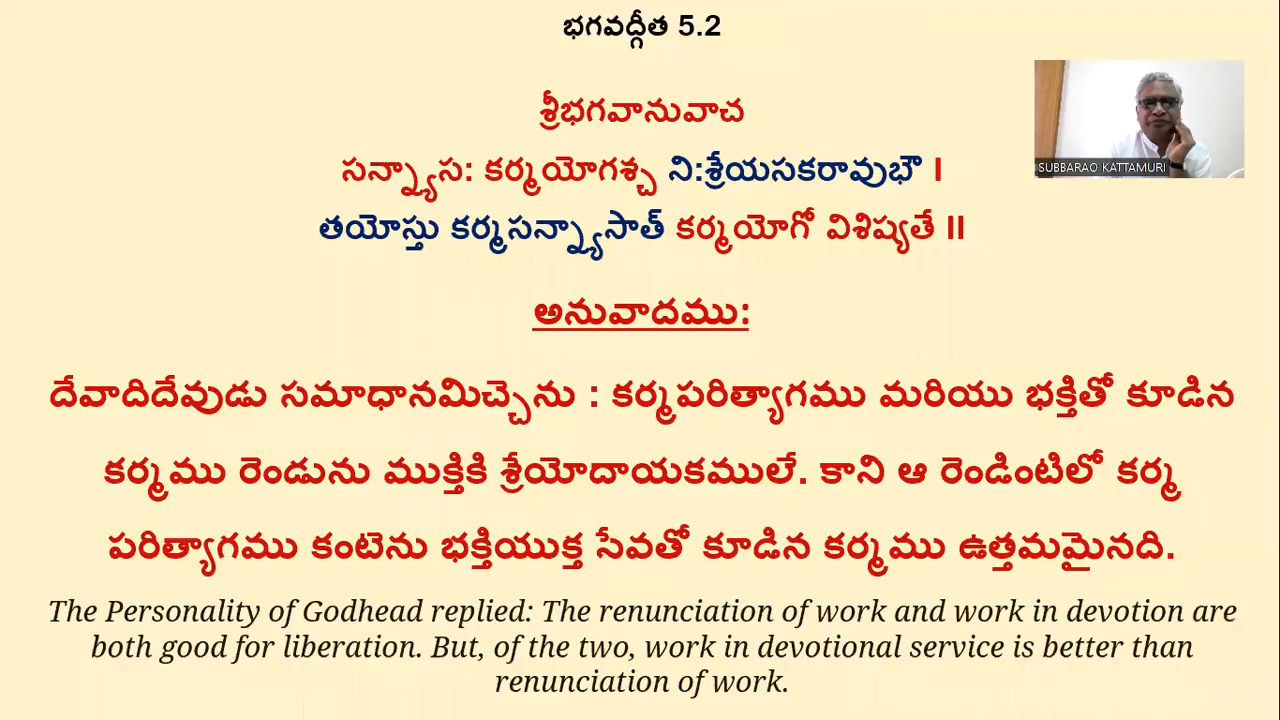 భగవద్గీత 5.2
శ్రీభగవానువాచ
SUBBARAO KATTAMURI
సన్న్యాస: కర్మయోగశ్చ ని:శ్రేయసకరావుభౌ I
తయోస్తు కర్మసన్న్యాసాత్ కర్మయోగో విశిష్యతే II
అనువాదము:
దేవాదిదేవుడు సమాధానమిచ్చెను : కర్మపరిత్యాగము మరియు భక్తితో కూడిన
కర్మము రెండును ముక్తికి శ్రేయోదాయకములే. కాని ఆ రెండింటిలో కర్మ
పరిత్యాగము కంటెను భక్తియుక్త సేవతో కూడిన కర్మము ఉత్తమమైనది.
The Personality of Godhead replied: The renunciation of work and work in devotion are
both good for liberation. But, of the two, work in devotional service is better than
renunciation of work.